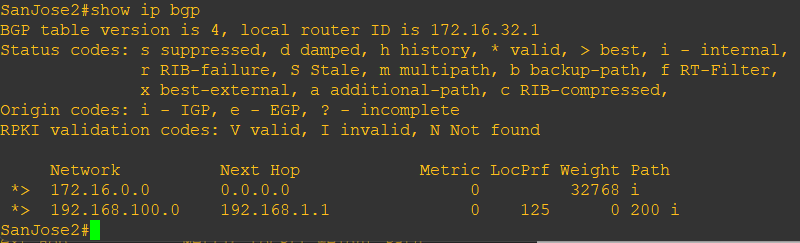 SanJose2#show ip bgp
BGP table version is 4, local router ID is 172.16.32.1
Status codes: s suppressed, d damped, h history, * valid, > best, i - internal,
              r RIB-failure, S Stale, m multipath, b backup-path, f RT-Filter,
              x best-external, a additional-path, c RIB-compressed,
Origin codes: i - IGP, e - EGP, ? - incomplete
RPKI validation codes: V valid, I invalid, N Not found

     Network          Next Hop            Metric LocPrf Weight Path
 *>  172.16.0.0       0.0.0.0                  0         32768 i
 *>  192.168.100.0    192.168.1.1              0    125      0 200 i
SanJose2#